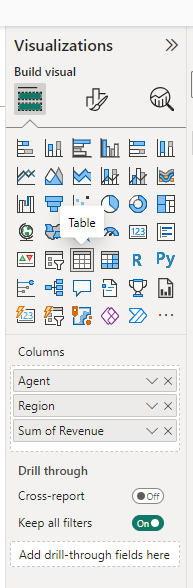 Visualizations
Build visual
Table
123
R
Py
123
Columns
Agent
Region
Sum of Revenue
Drill through
Cross-report
Off
Keep all filters
On
Add drill-through fields here